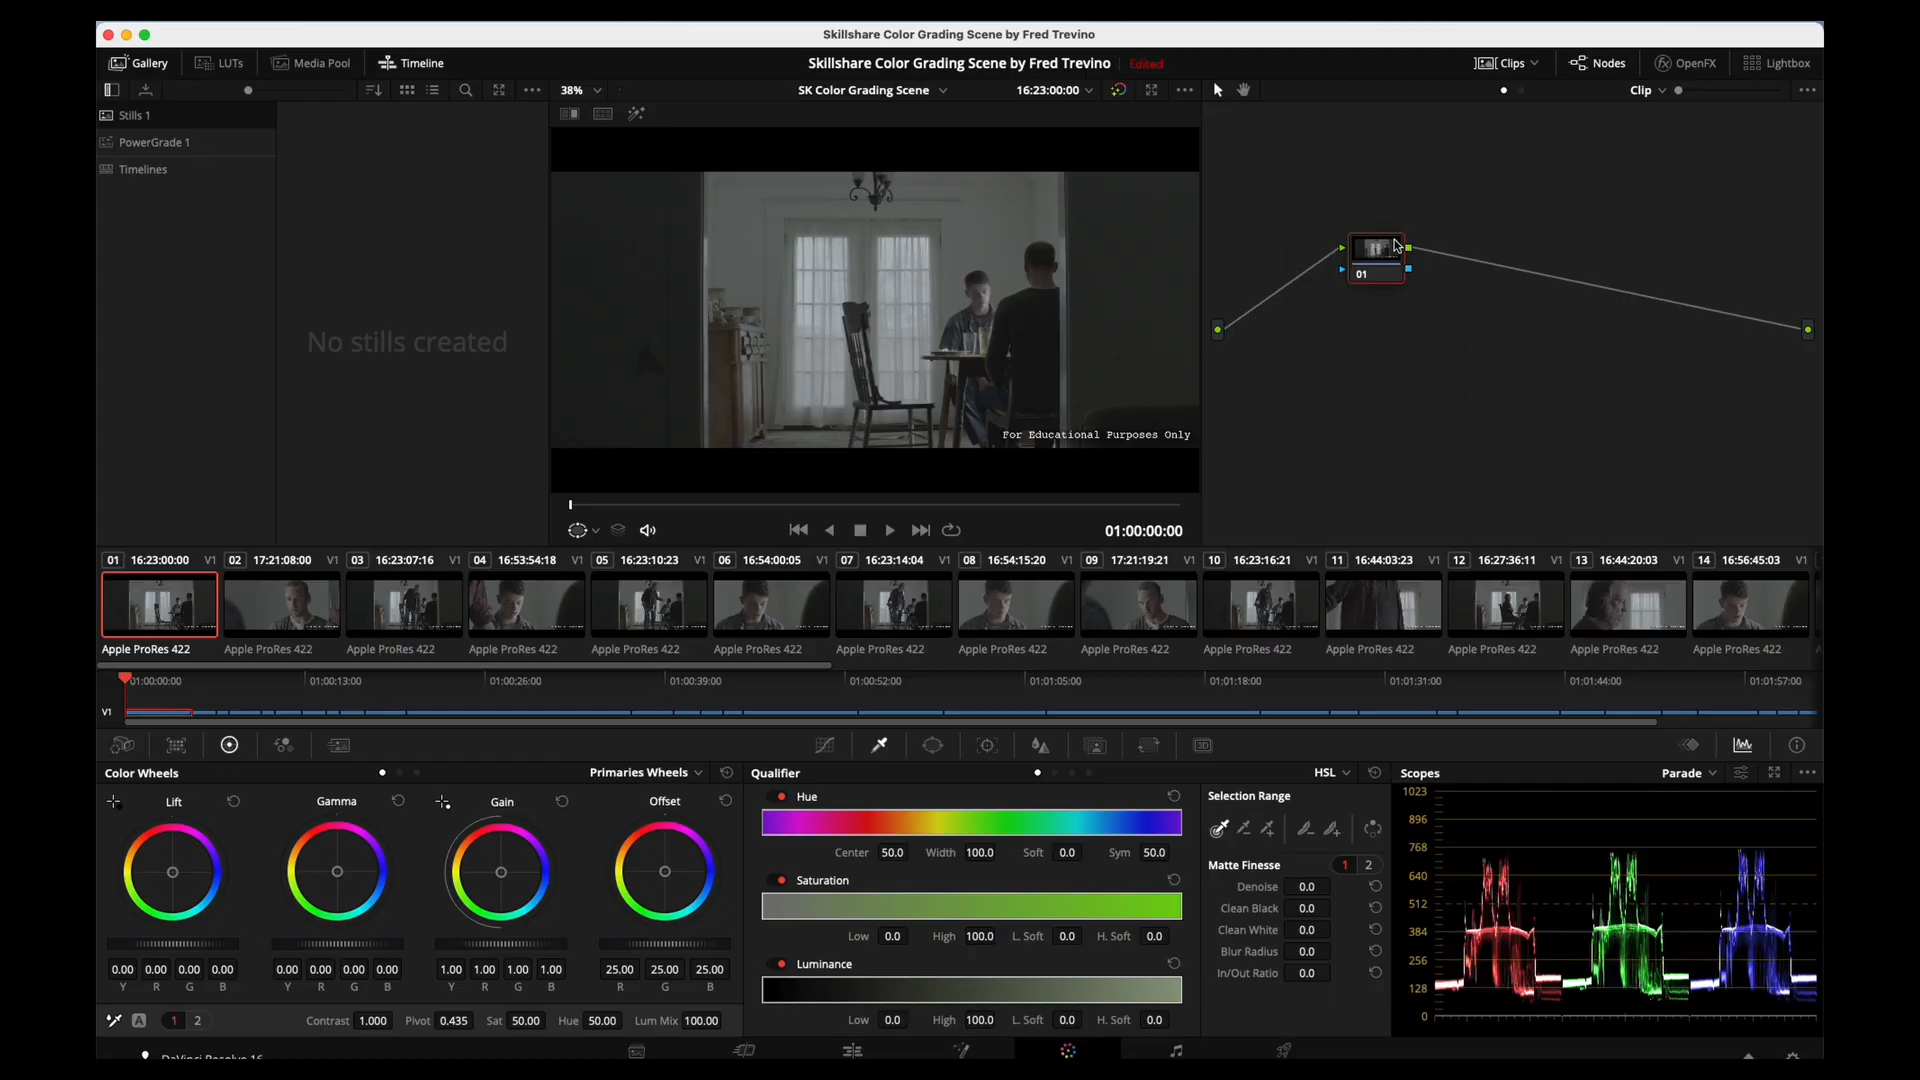 Skillshare Color Grading Scene by Fred Trevino
Gallery LUTs Media Pool Timeline Skillshare Color Grading Scene by Fred Trevino Edited Clips Nodes OpenFX Lightbox
38% SK Color Grading Scene 16:23:00:00 Clip
Stills 1
PowerGrade 1
Timelines
No stills created
01
For Educational Purposes Only
01:00:00:00
01 16:23:00:00 V1 02 17:21:08:00 V1 03 16:23:07:16 V1 04 16:53:54:18 V1 05 16:23:10:23 V1 06 16:54:00:05 V1 07 16:23:14:04 V1 08 16:54:15:20 V1 09 17:21:19:21 V1 10 16:23:16:21 V1 11 16:44:03:23 V1 12 16:27:36:11 V1 13 16:44:20:03 V1 14 16:56:45:03 V1
Apple ProRes 422 Apple ProRes 422 Apple ProRes 422 Apple ProRes 422 Apple ProRes 422 Apple ProRes 422 Apple ProRes 422 Apple ProRes 422 Apple ProRes 422 Apple ProRes 422 Apple ProRes 422 Apple ProRes 422 Apple ProRes 422 Apple ProRes 422
01:00:00:00 01:00:13:00 01:00:26:00 01:00:39:00 01:00:52:00 01:01:05:00 01:01:18:00 01:01:31:00 01:01:44:00 01:01:57:00
V1
3D
Color Wheels Primaries Wheels Qualifier HSL Scopes Parade
Lift Gamma Gain Offset
0.00 0.00 0.00 0.00 0.00 0.00 0.00 0.00 1.00 1.00 1.00 1.00 25.00 25.00 25.00
Y R G B Y R G B Y R G B R G B
A 1 2 Contrast 1.000 Pivot 0.435 Sat 50.00 Hue 50.00 Lum Mix 100.00
Hue
Center 50.0 Width 100.0 Soft 0.0 Sym 50.0
Saturation
Low 0.0 High 100.0 L. Soft 0.0 H. Soft 0.0
Luminance
Low 0.0 High 100.0 L. Soft 0.0 H. Soft 0.0
Selection Range
Matte Finesse 1 2
Denoise 0.0
Clean Black 0.0
Clean White 0.0
Blur Radius 0.0
In/Out Ratio 0.0
1023
896
768
640
512
384
256
128
0
DaVinci Resolve 16